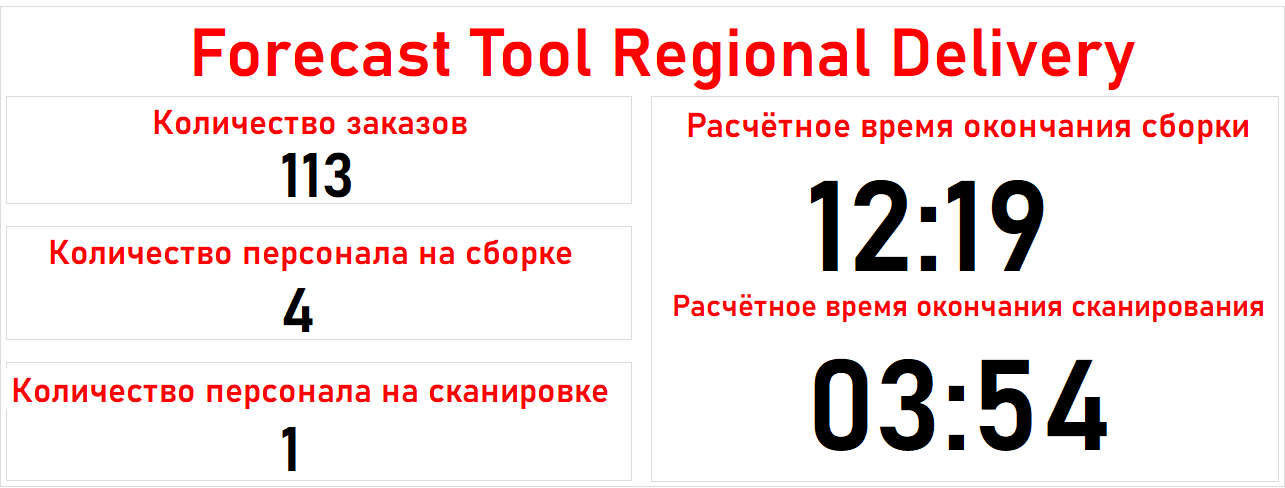 Forecast Tool Regional Delivery
Количество заказов
113
Количество персонала на сборке
4
Количество персонала на сканировке
1
Расчётное время окончания сборки
12:19
Расчётное время окончания сканирования
03:54